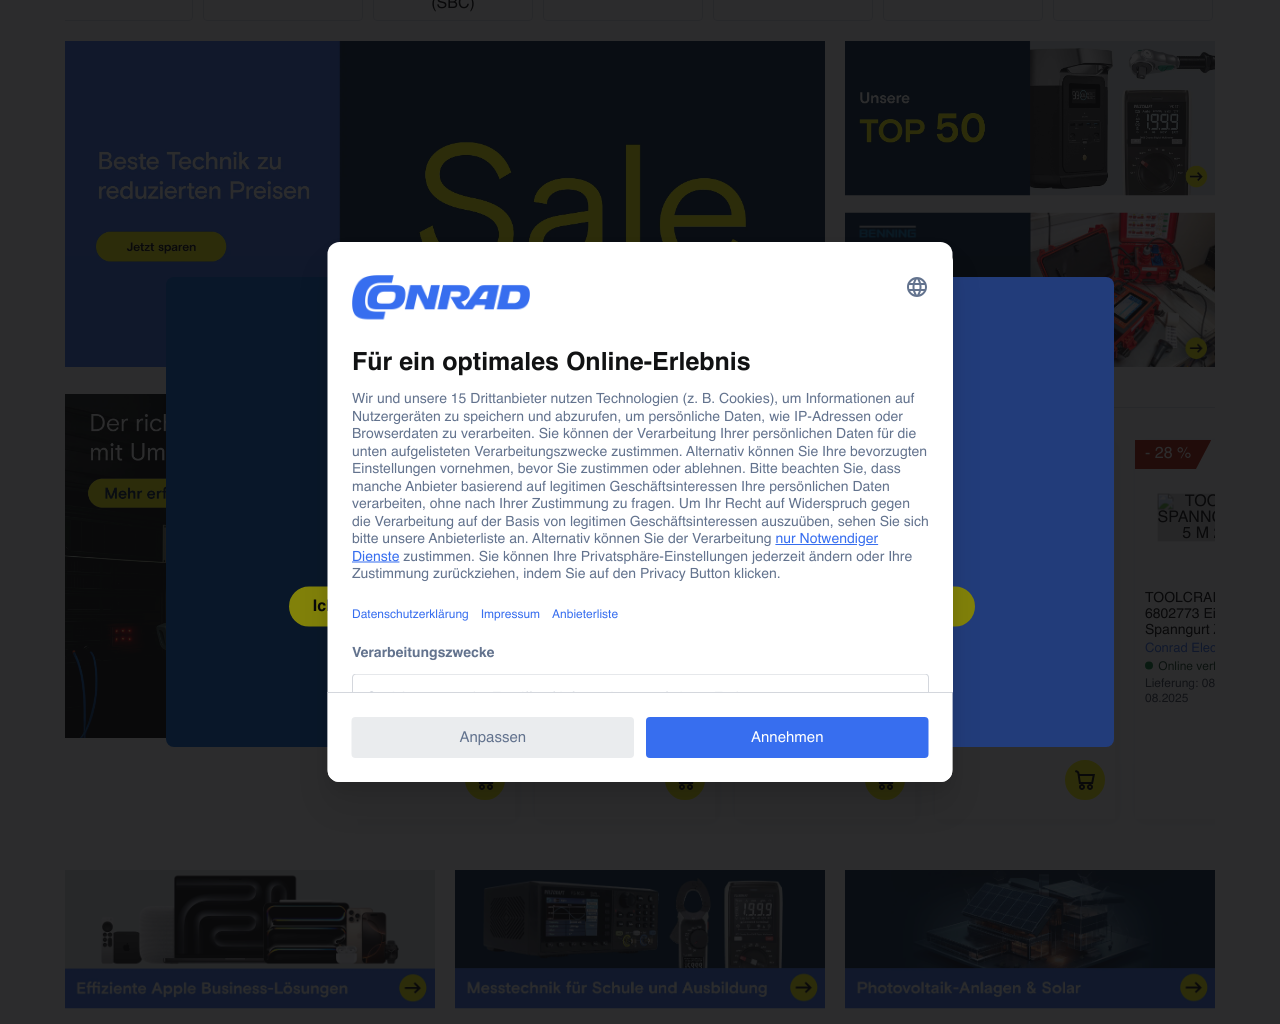 (SBC)
Beste Technik zu
reduzierten Preisen
Jetzt sparen
Sale
Unsere
TOP 50
BENNING
CONRAD
Für ein optimales Online-Erlebnis
Wir und unsere 15 Drittanbieter nutzen Technologien (z. B. Cookies), um Informationen auf
Nutzergeräten zu speichern und abzurufen, um persönliche Daten, wie IP-Adressen oder
Browserdaten zu verarbeiten. Sie können der Verarbeitung Ihrer persönlichen Daten für die
unten aufgelisteten Verarbeitungszwecke zustimmen. Alternativ können Sie Ihre bevorzugten
Einstellungen vornehmen, bevor Sie zustimmen oder ablehnen. Bitte beachten Sie, dass
manche Anbieter basierend auf legitimen Geschäftsinteressen Ihre persönlichen Daten
verarbeiten, ohne nach Ihrer Zustimmung zu fragen. Um Ihr Recht auf Widerspruch gegen
die Verarbeitung auf der Basis von legitimen Geschäftsinteressen auszuüben, sehen Sie sich
bitte unsere Anbieterliste an. Alternativ können Sie der Verarbeitung nur Notwendiger
Dienste zustimmen. Sie können Ihre Privatsphäre-Einstellungen jederzeit ändern oder Ihre
Zustimmung zurückziehen, indem Sie auf den Privacy Button klicken.
Datenschutzerklärung Impressum Anbieterliste
Verarbeitungszwecke
Anpassen
Annehmen
Der rich
mit Um
Mehr erf
Ic
- 28 %
TOO
SPANNG
5 M
TOOLCRA
6802773 Ei
Spanngurt
Conrad Elec
Online verf
Lieferung: 08
08.2025
Effiziente Apple Business-Lösungen
Messtechnik für Schule und Ausbildung
Photovoltaik-Anlagen & Solar